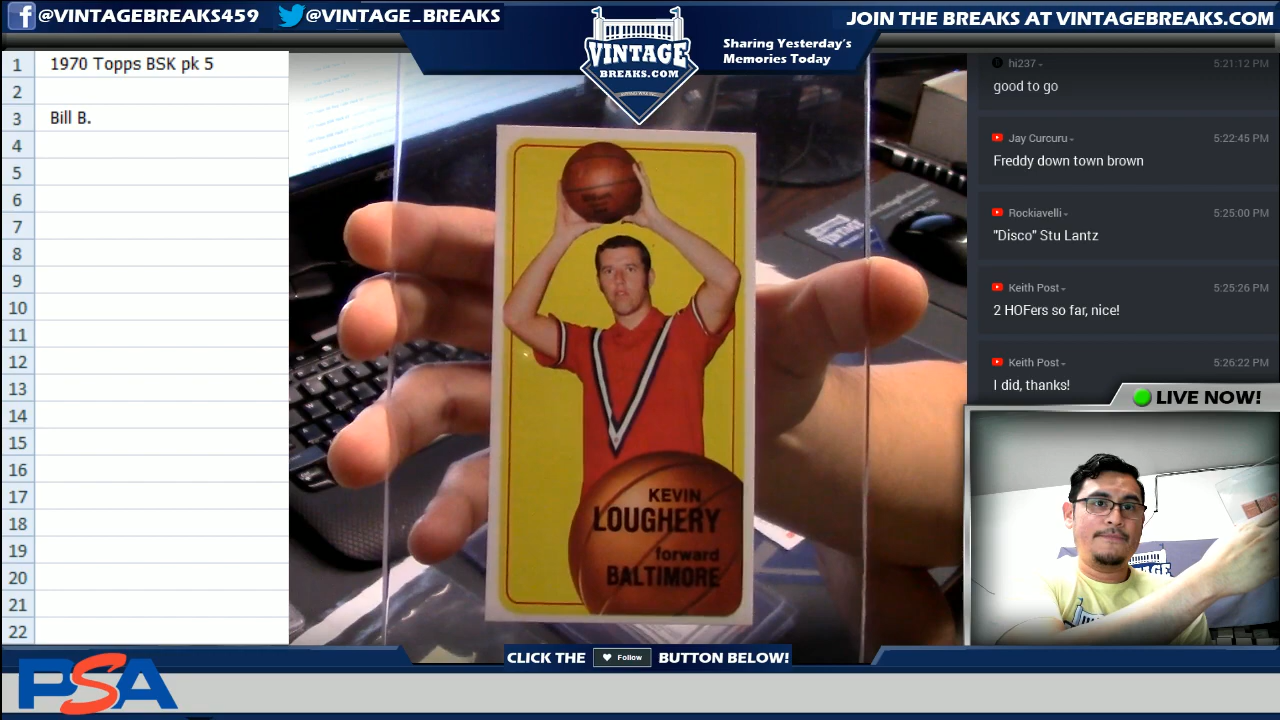 @VINTAGEBREAKS459
@VINTAGE_BREAKS
JOIN THE BREAKS AT VINTAGEBREAKS.COM
VINTAGE
BREAKS.COM
Sharing Yesterday's
Memories Today
1 1970 Topps BSK pk 5
2
3 Bill B.
4
5
6
7
8
9
10
11
12
13
14
15
16
17
18
19
20
21
22
KEVIN
LOUGHERY
forward
BALTIMORE
hi237 5:21:12 PM
good to go
Jay Curcuru 5:22:45 PM
Freddy down town brown
Rockiavelli 5:25:00 PM
"Disco" Stu Lantz
Keith Post 5:25:26 PM
2 HOFers so far, nice!
Keith Post 5:26:22 PM
I did, thanks!
LIVE NOW!
CLICK THE Follow BUTTON BELOW!
PSA